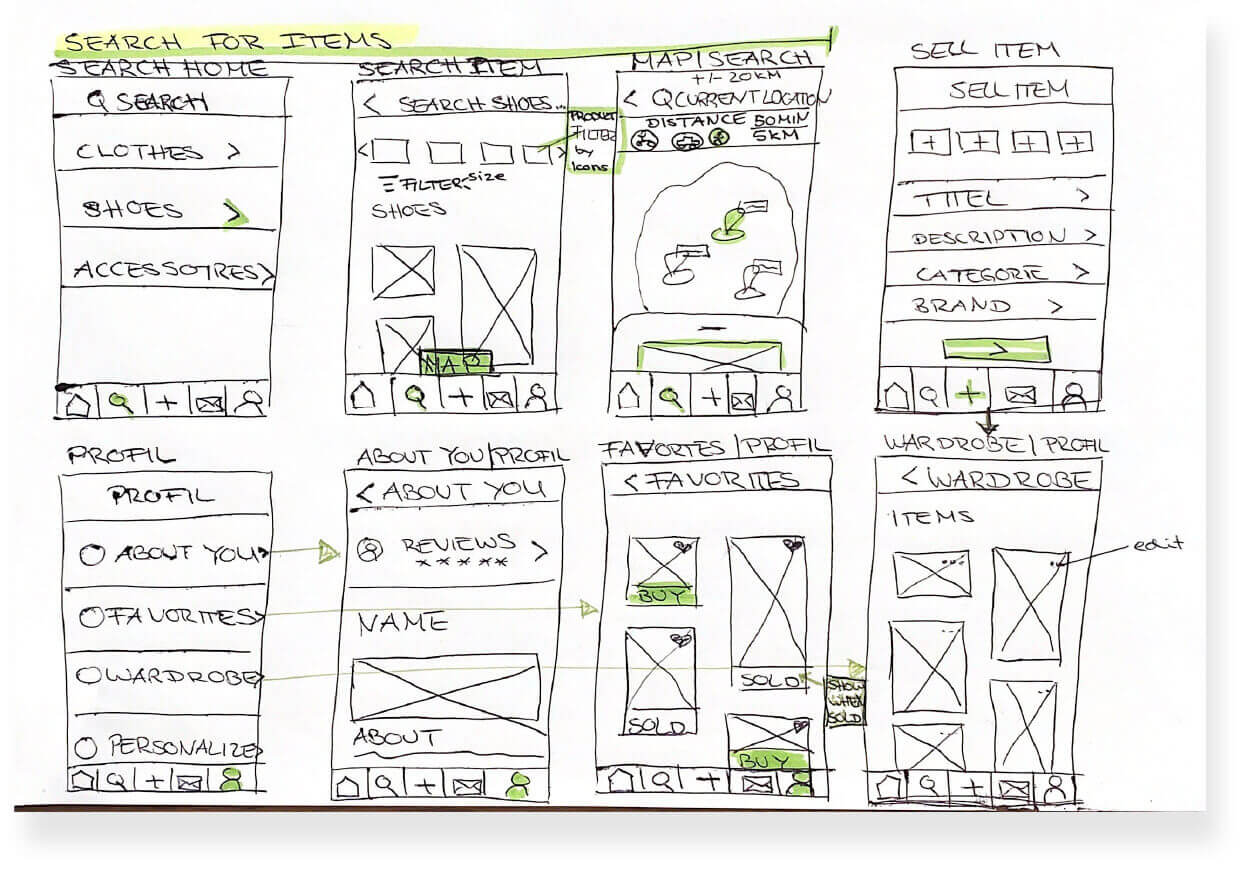 SEARCH FOR ITEMS
SEARCH HOME
SEARCH
CLOTHES >
SHOES >
ACCESSOIRES >
SEARCH ITEM
< SEARCH SHOES...
PRODUCT
FILTER
by
Icons
< >
FILTER size
SHOES
MAP
MAP/SEARCH
+/- 20KM
< CURRENT LOCATION
DISTANCE 50 MIN
5KM
SELL ITEM
SELL ITEM
+ + + +
TITEL >
DESCRIPTION >
CATEGORIE >
BRAND >
>
PROFIL
PROFIL
ABOUT YOU >
FAVORITES >
WARDROBE >
PERSONALIZE >
ABOUT YOU/PROFIL
< ABOUT YOU
REVIEWS >
*****
NAME
ABOUT
FAVORTES/PROFIL
< FAVORITES
BUY
SOLD
SOLD
SHOW
WHEN
SOLD
BUY
WARDROBE/PROFIL
< WARDROBE
ITEMS
edit